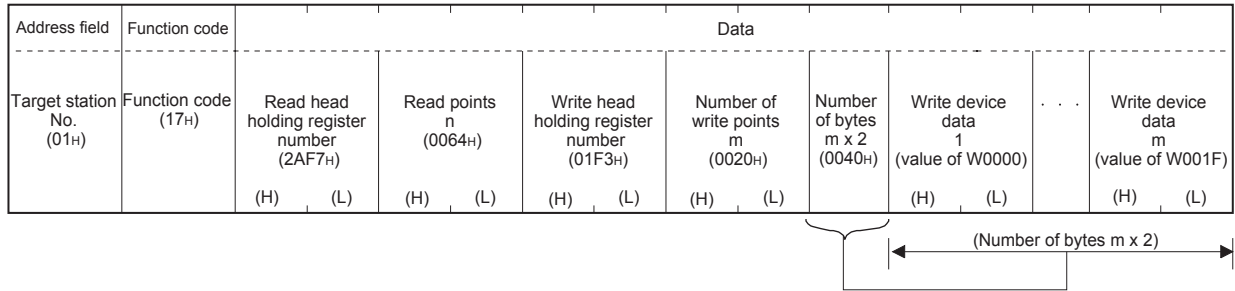 Address field
Function code
Data
Target station
No.
(01H)
Function code
(17H)
Read head
holding register
number
(2AF7H)
(H) (L)
Read points
n
(0064H)
(H) (L)
Write head
holding register
number
(01F3H)
(H) (L)
Number of
write points
m
(0020H)
(H) (L)
Number
of bytes
m x 2
(0040H)
Write device
data
1
(value of W0000)
(H) (L)
· · ·
Write device
data
m
(value of W001F)
(H) (L)
(Number of bytes m x 2)